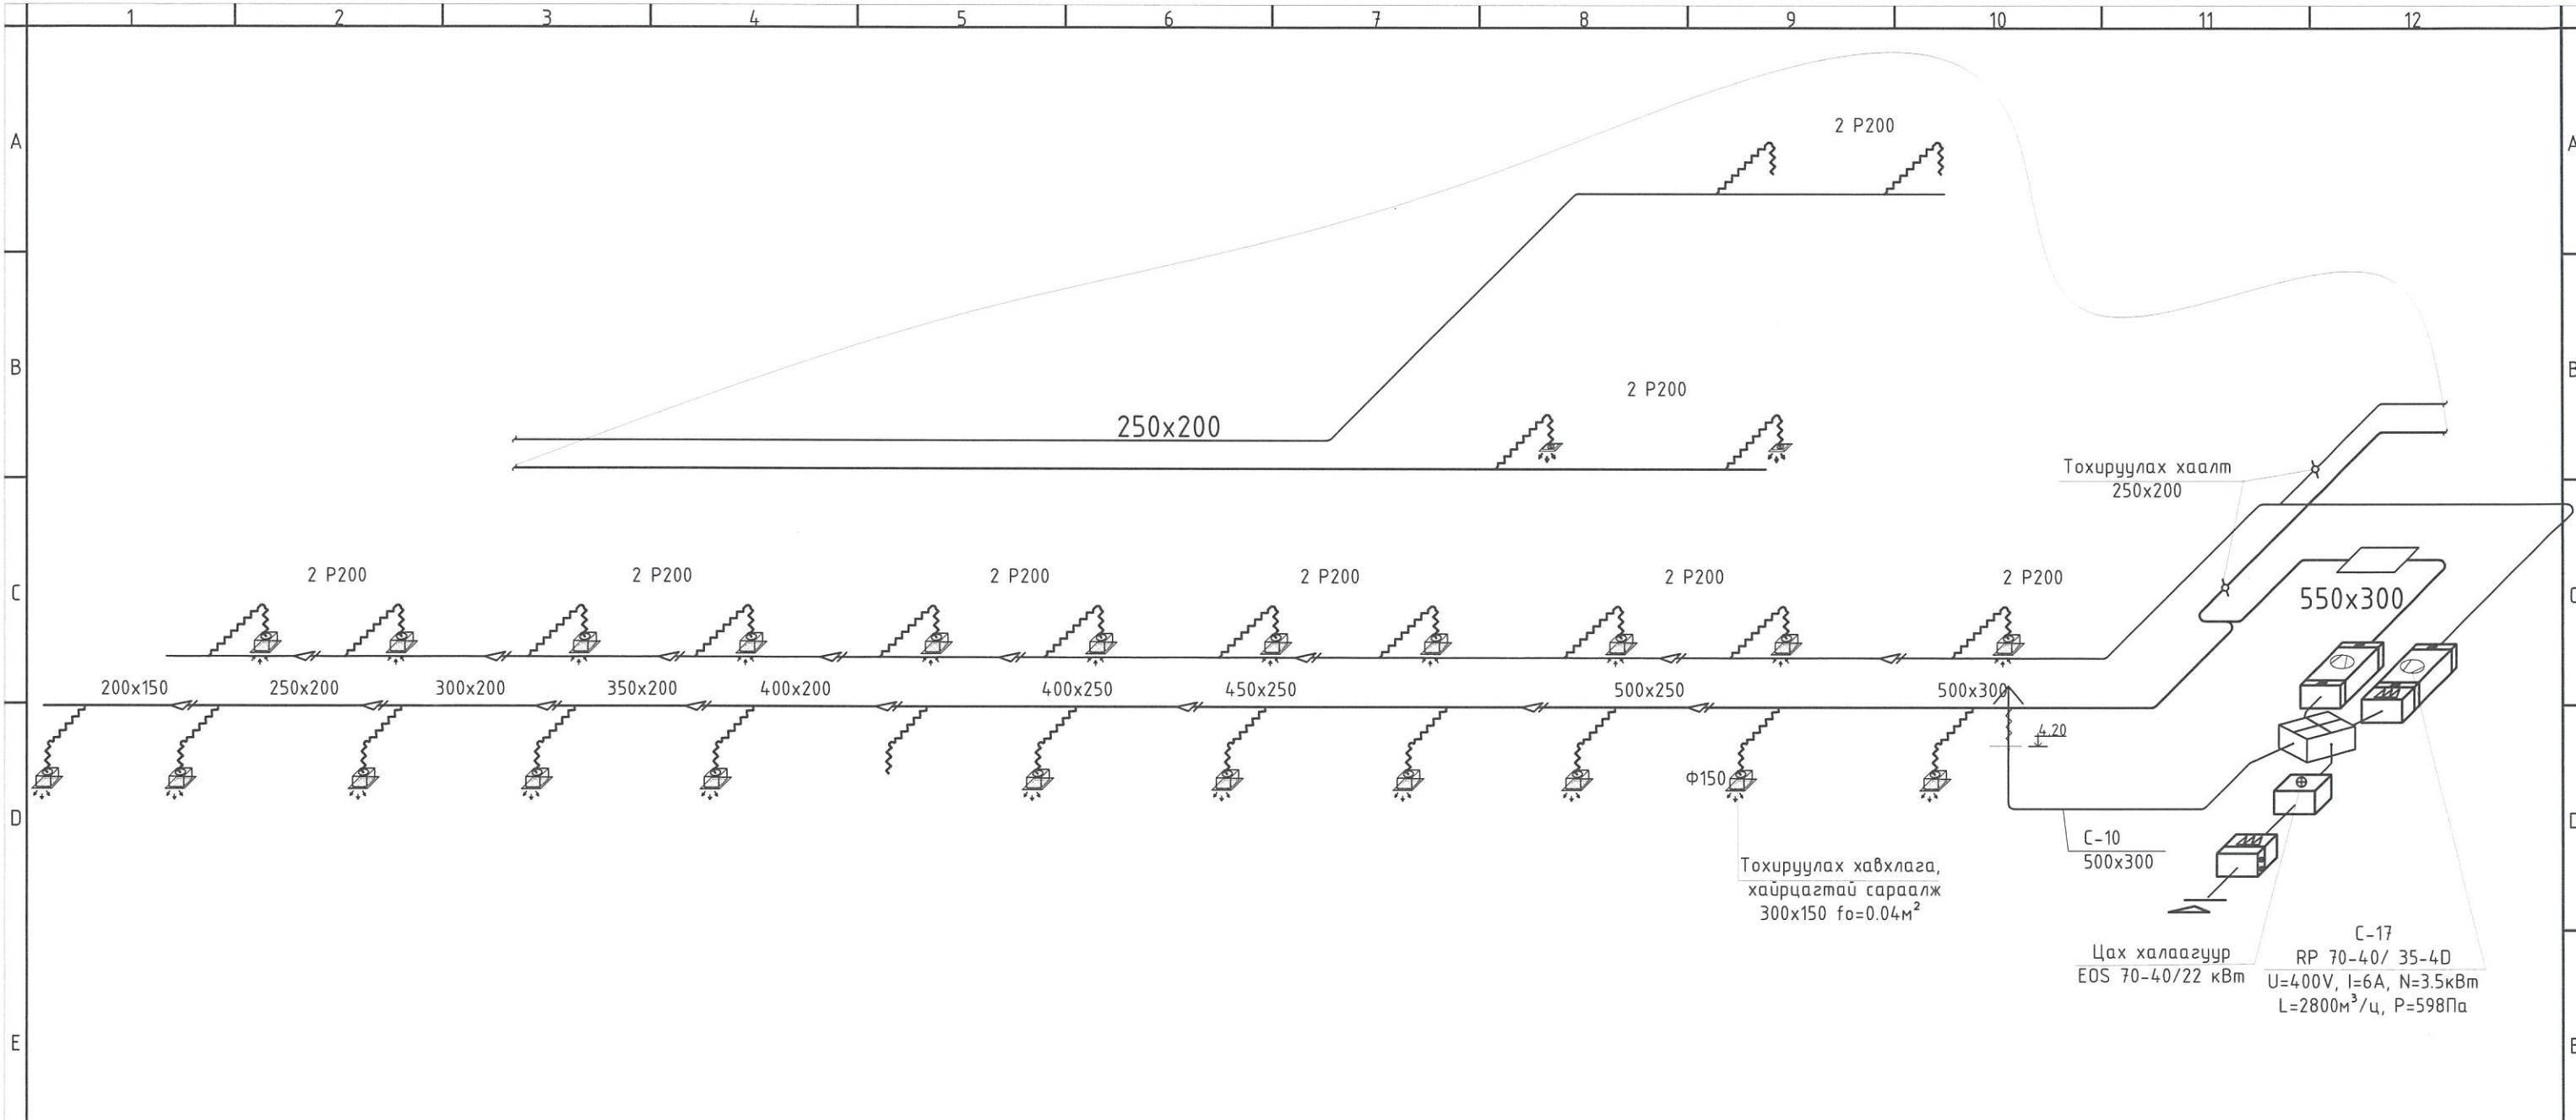 1 2 3 4 5 6 7 8 9 10 11 12
A A
2 P200
B B
2 P200
250x200
Тохируулах хаалт
250x200
C C
2 P200 2 P200 2 P200 2 P200 2 P200 2 P200
550x300
200x150 250x200 300x200 350x200 400x200 400x250 450x250 500x250 500x300
4.20
Ф150
D D
С-10
500x300
Тохируулах хавхлага,
хайрцагтай сараалж
300x150 fo=0.04м²
С-17
Цах халаагуур
EOS 70-40/22 кВт
RP 70-40/ 35-4D
U=400V, I=6A, N=3.5кВт
L=2800м³/ц, P=598Па
E E